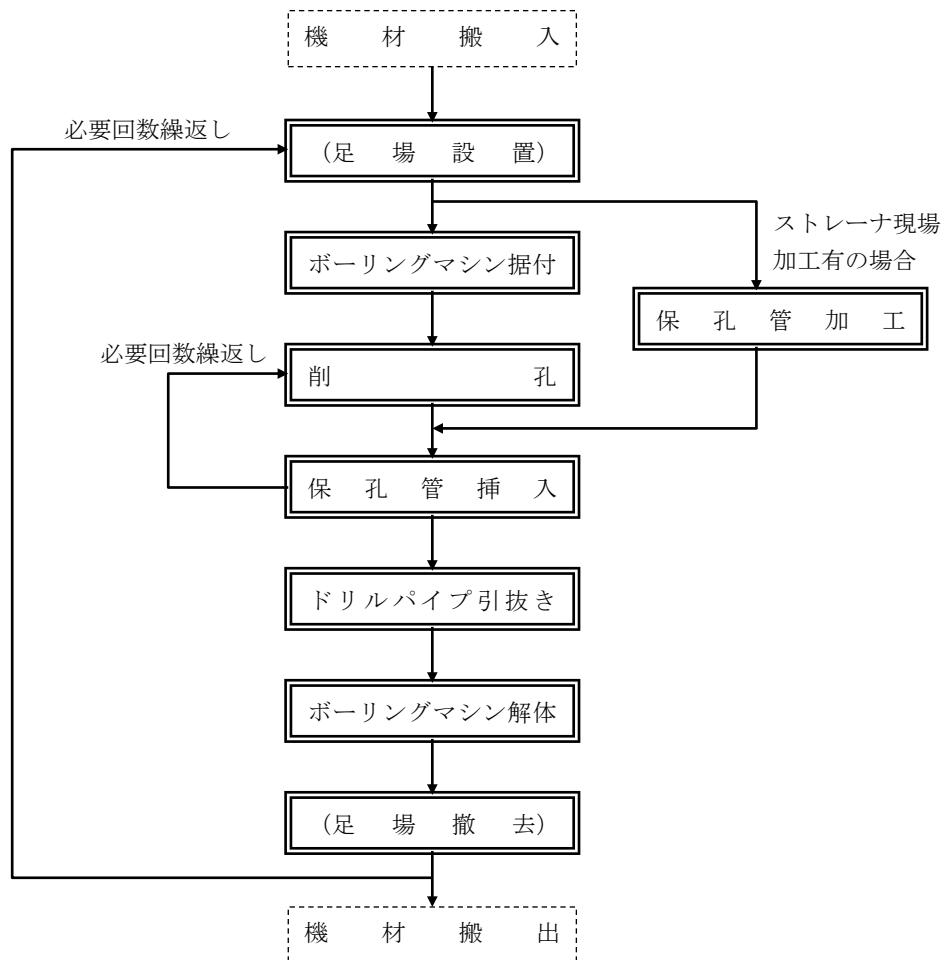 機材搬入
必要回数繰返し
(足場設置)
ストレーナ現場
加工有の場合
ボーリングマシン据付
保孔管加工
必要回数繰返し
削孔
保孔管挿入
ドリルパイプ引抜き
ボーリングマシン解体
(足場撤去)
機材搬出